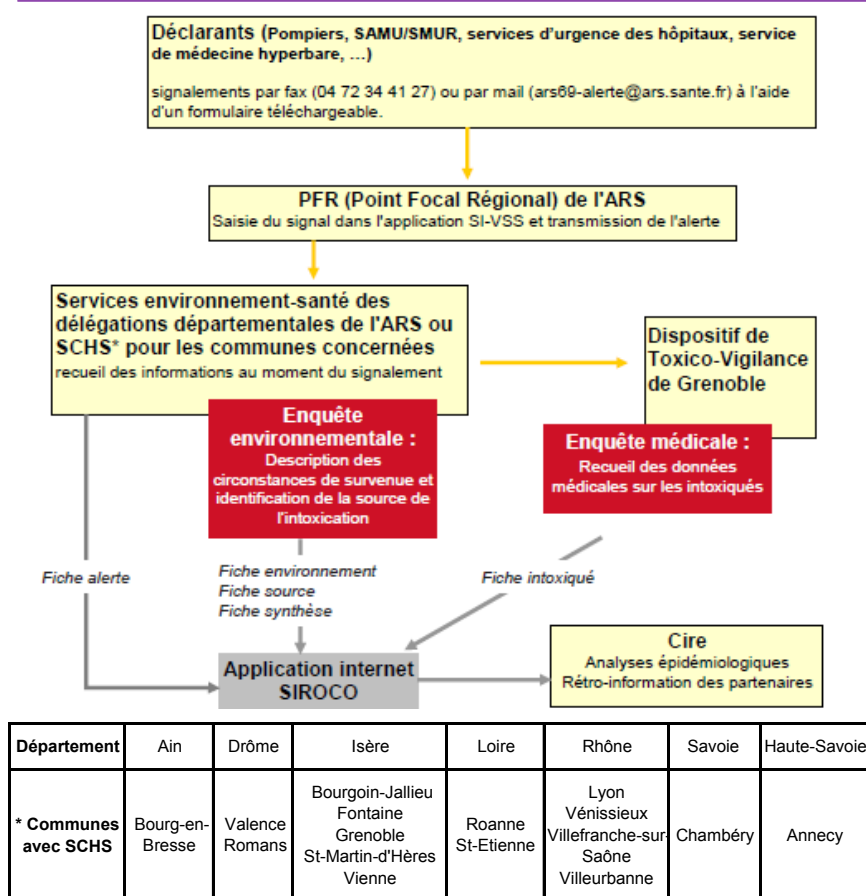 Déclarants (Pompiers, SAMU/SMUR, services d'urgence des hôpitaux, service
de médecine hyperbare, …)
signalements par fax (04 72 34 41 27) ou par mail (ars69-alerte@ars.sante.fr) à l'aide
d'un formulaire téléchargeable.
PFR (Point Focal Régional) de l'ARS
Saisie du signal dans l'application SI-VSS et transmission de l'alerte
Services environnement-santé des
délégations départementales de l'ARS ou
SCHS* pour les communes concernées
recueil des informations au moment du signalement
Dispositif de
Toxico-Vigilance
de Grenoble
Enquête
environnementale :
Description des
circonstances de survenue et
identification de la source de
l'intoxication
Enquête médicale :
Recueil des données
médicales sur les intoxiqués
Fiche alerte
Fiche environnement
Fiche source
Fiche synthèse
Fiche intoxiqué
Application internet
SIROCO
Cire
Analyses épidémiologiques
Rétro-information des partenaires
Département Ain Drôme Isère Loire Rhône Savoie Haute-Savoie
* Communes
avec SCHS
Bourg-en-
Bresse
Valence
Romans
Bourgoin-Jallieu
Fontaine
Grenoble
St-Martin-d'Hères
Vienne
Roanne
St-Etienne
Lyon
Vénissieux
Villefranche-sur-
Saône
Villeurbanne
Chambéry
Annecy